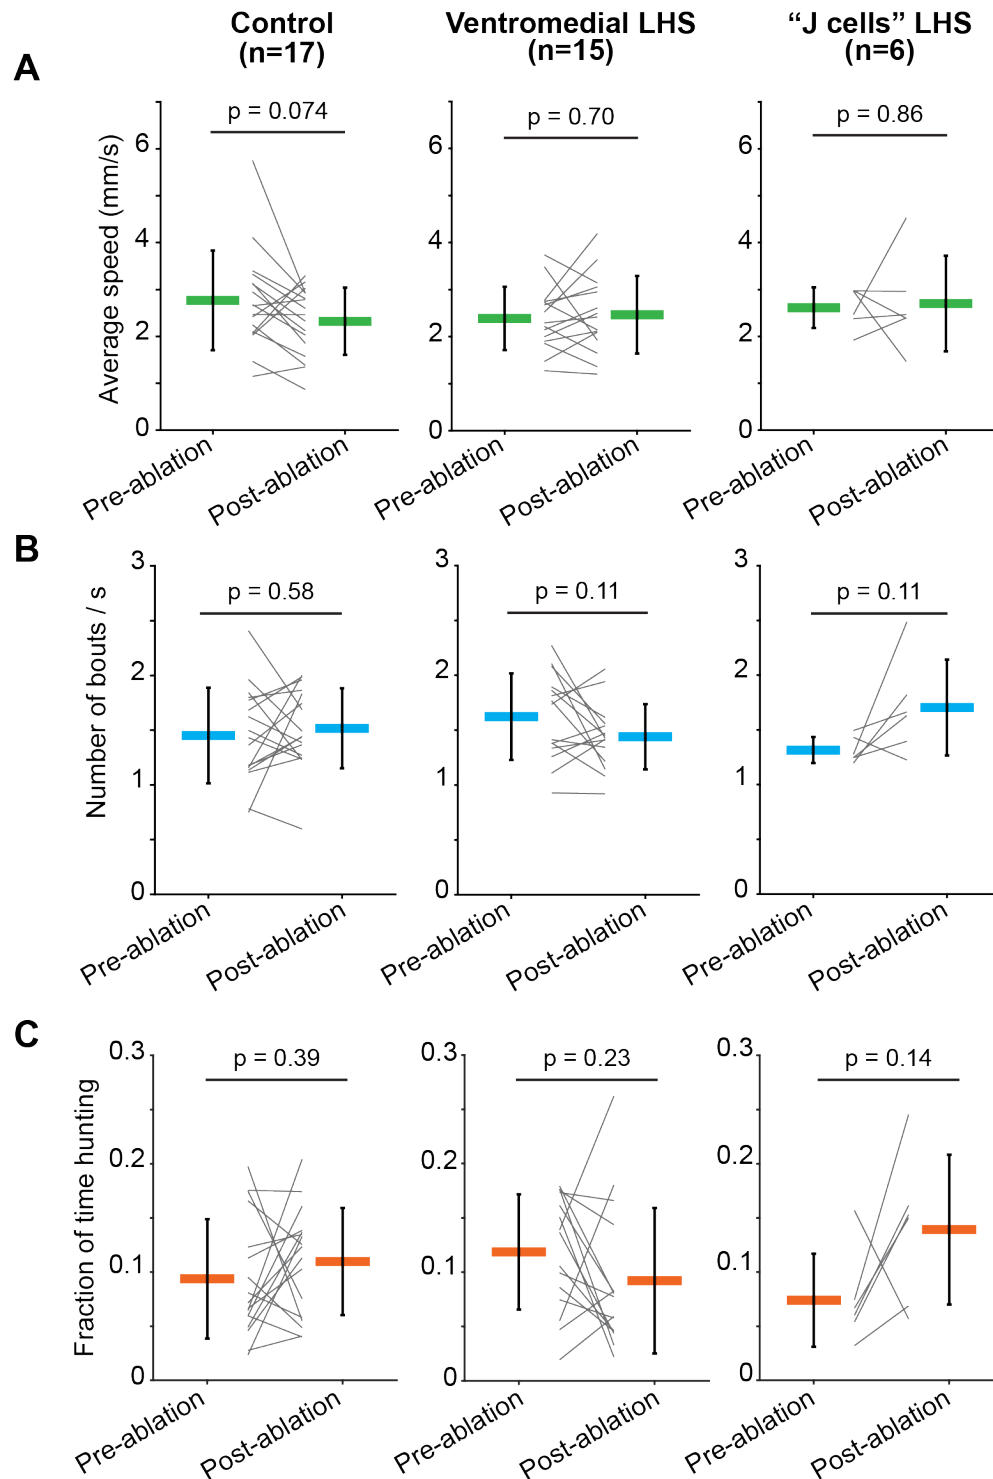 Control
(n=17)
Ventromedial LHS
(n=15)
“J cells” LHS
(n=6)
A
Average speed (mm/s)
p = 0.074
6
4
2
0
Pre-ablation
Post-ablation
p = 0.70
6
4
2
0
Pre-ablation
Post-ablation
p = 0.86
6
4
2
0
Pre-ablation
Post-ablation
B
Number of bouts / s
p = 0.58
3
2
1
0
Pre-ablation
Post-ablation
p = 0.11
3
2
1
0
Pre-ablation
Post-ablation
p = 0.11
3
2
1
0
Pre-ablation
Post-ablation
C
Fraction of time hunting
p = 0.39
0.3
0.2
0.1
0
Pre-ablation
Post-ablation
p = 0.23
0.3
0.2
0.1
0
Pre-ablation
Post-ablation
p = 0.14
0.3
0.2
0.1
0
Pre-ablation
Post-ablation